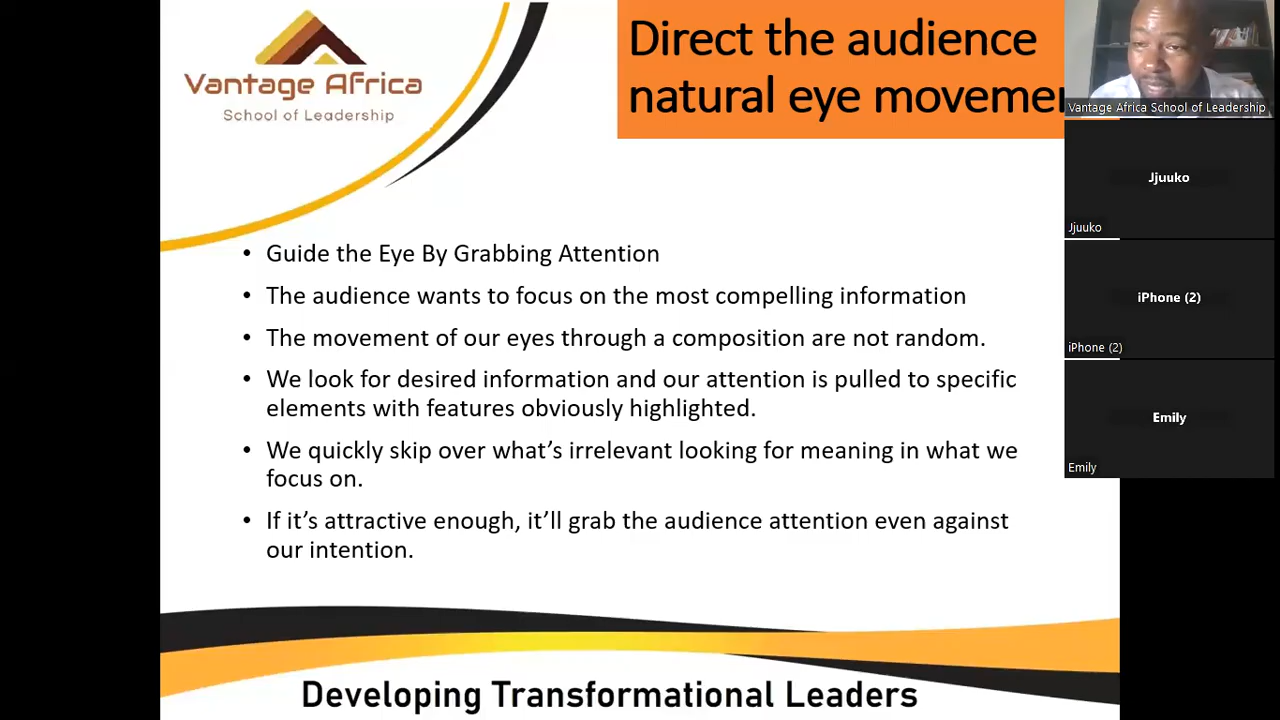 Vantage Africa
School of Leadership
Direct the audience
natural eye movemen
• Guide the Eye By Grabbing Attention
• The audience wants to focus on the most compelling information
• The movement of our eyes through a composition are not random.
• We look for desired information and our attention is pulled to specific
elements with features obviously highlighted.
• We quickly skip over what's irrelevant looking for meaning in what we
focus on.
• If it's attractive enough, it'll grab the audience attention even against
our intention.
Developing Transformational Leaders
Vantage Africa School of Leadership
Jjuuko
Jjuuko
iPhone (2)
iPhone (2)
Emily
Emily